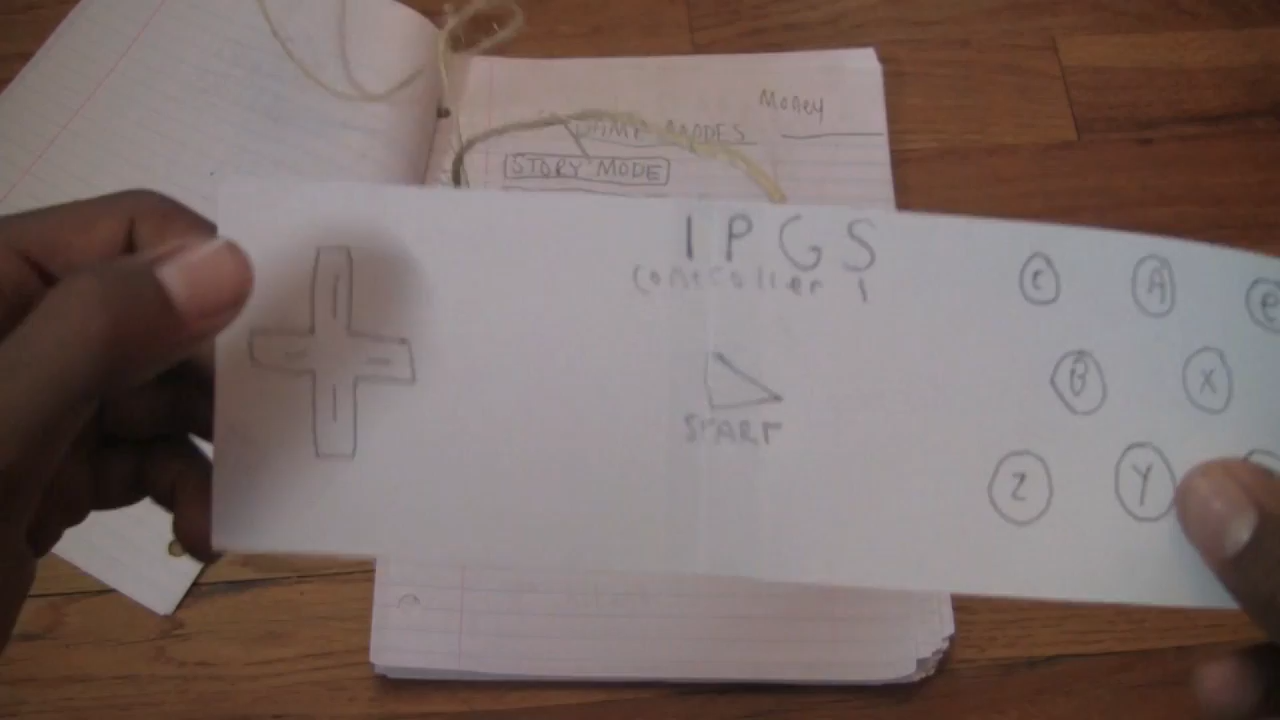 Money
GAME MODES
STORY MODE
IPGS
Controller 1
C A
B X
START
Z Y